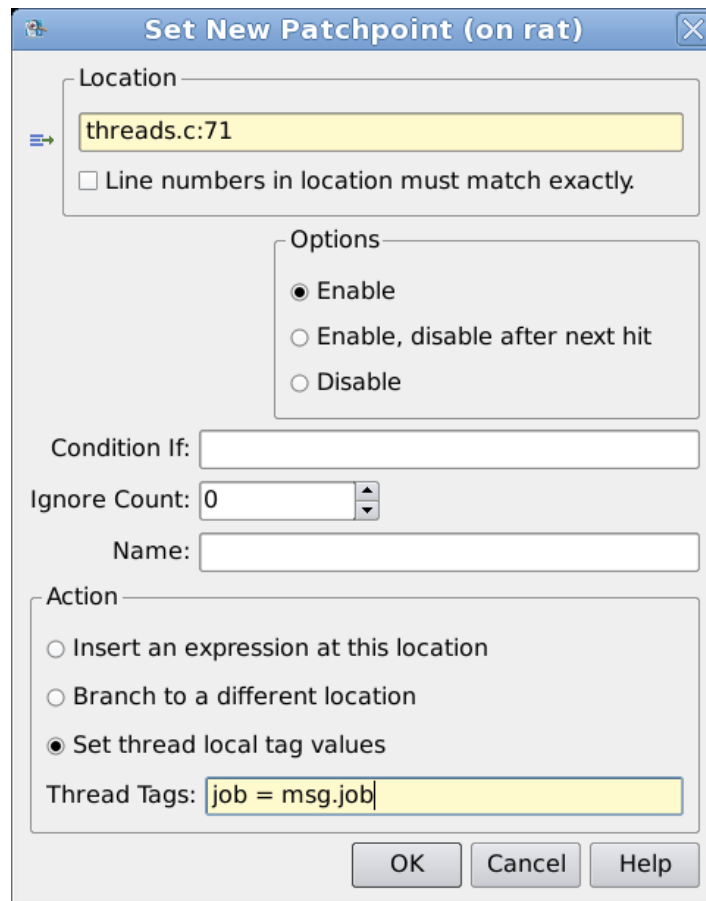 Set New Patchpoint (on rat)
Location
threads.c:71
Line numbers in location must match exactly.
Options
Enable
Enable, disable after next hit
Disable
Condition If:
Ignore Count: 0
Name:
Action
Insert an expression at this location
Branch to a different location
Set thread local tag values
Thread Tags: job = msg.job
OK Cancel Help